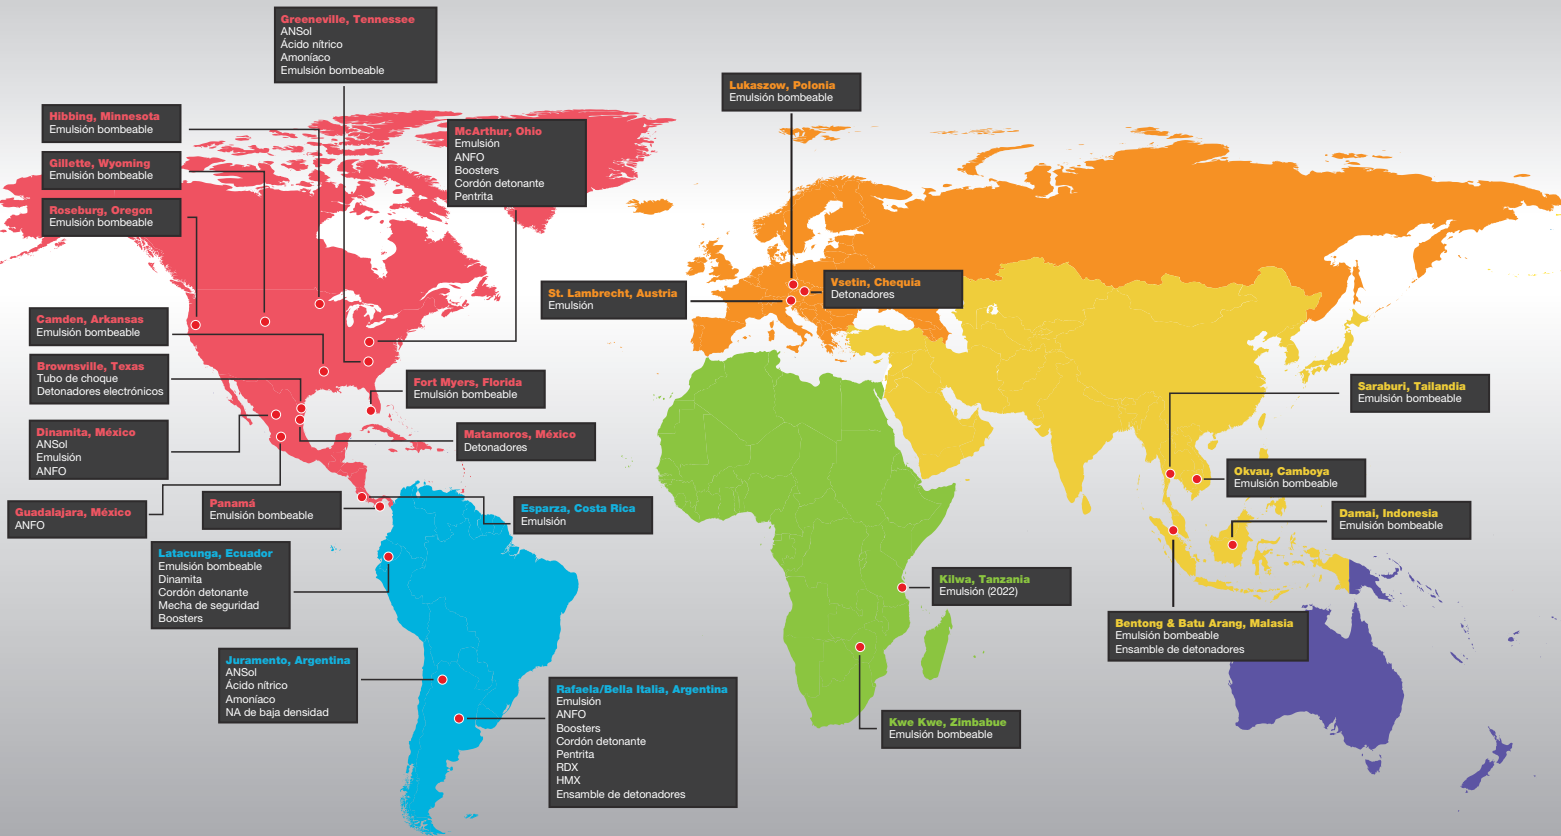 Greeneville, Tennessee
ANSol
Ácido nítrico
Amoníaco
Emulsión bombeable
Lukaszow, Polonia
Emulsión bombeable
Hibbing, Minnesota
Emulsión bombeable
McArthur, Ohio
Emulsión
ANFO
Boosters
Cordón detonante
Pentrita
Gillette, Wyoming
Emulsión bombeable
Roseburg, Oregon
Emulsión bombeable
St. Lambrecht, Austria
Emulsión
Vsetin, Chequia
Detonadores
Camden, Arkansas
Emulsión bombeable
Brownsville, Texas
Tubo de choque
Detonadores electrónicos
Fort Myers, Florida
Emulsión bombeable
Saraburi, Tailandia
Emulsión bombeable
Dinamita, México
ANSol
Emulsión
ANFO
Matamoros, México
Detonadores
Okvau, Camboya
Emulsión bombeable
Guadalajara, México
ANFO
Panamá
Emulsión bombeable
Esparza, Costa Rica
Emulsión
Damai, Indonesia
Emulsión bombeable
Latacunga, Ecuador
Emulsión bombeable
Dinamita
Cordón detonante
Mecha de seguridad
Boosters
Kilwa, Tanzania
Emulsión (2022)
Bentong & Batu Arang, Malasia
Emulsión bombeable
Ensamble de detonadores
Juramento, Argentina
ANSol
Ácido nítrico
Amoníaco
NA de baja densidad
Rafaela/Bella Italia, Argentina
Emulsión
ANFO
Boosters
Cordón detonante
Pentrita
RDX
HMX
Ensamble de detonadores
Kwe Kwe, Zimbabue
Emulsión bombeable